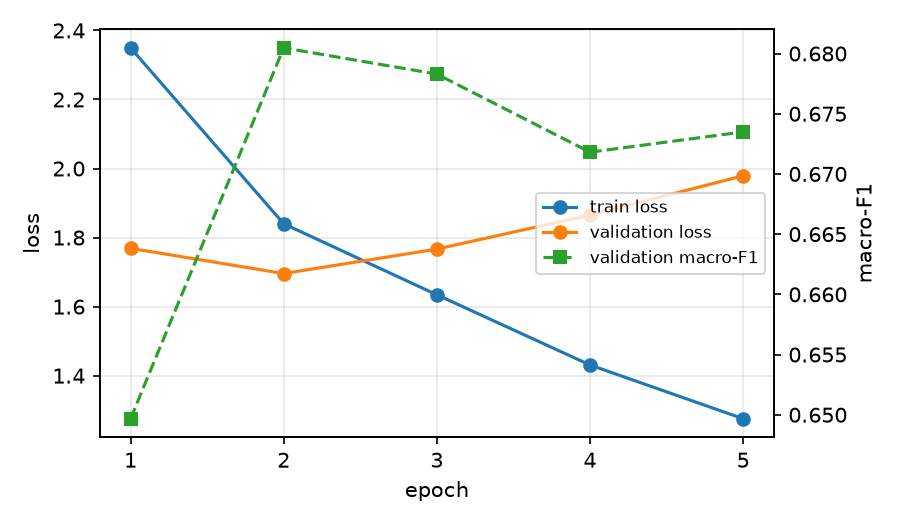 2.4
2.2
2.0
1.8
1.6
1.4
loss
0.680
0.675
0.670
0.665
0.660
0.655
0.650
macro-F1
train loss
validation loss
validation macro-F1
1 2 3 4 5
epoch